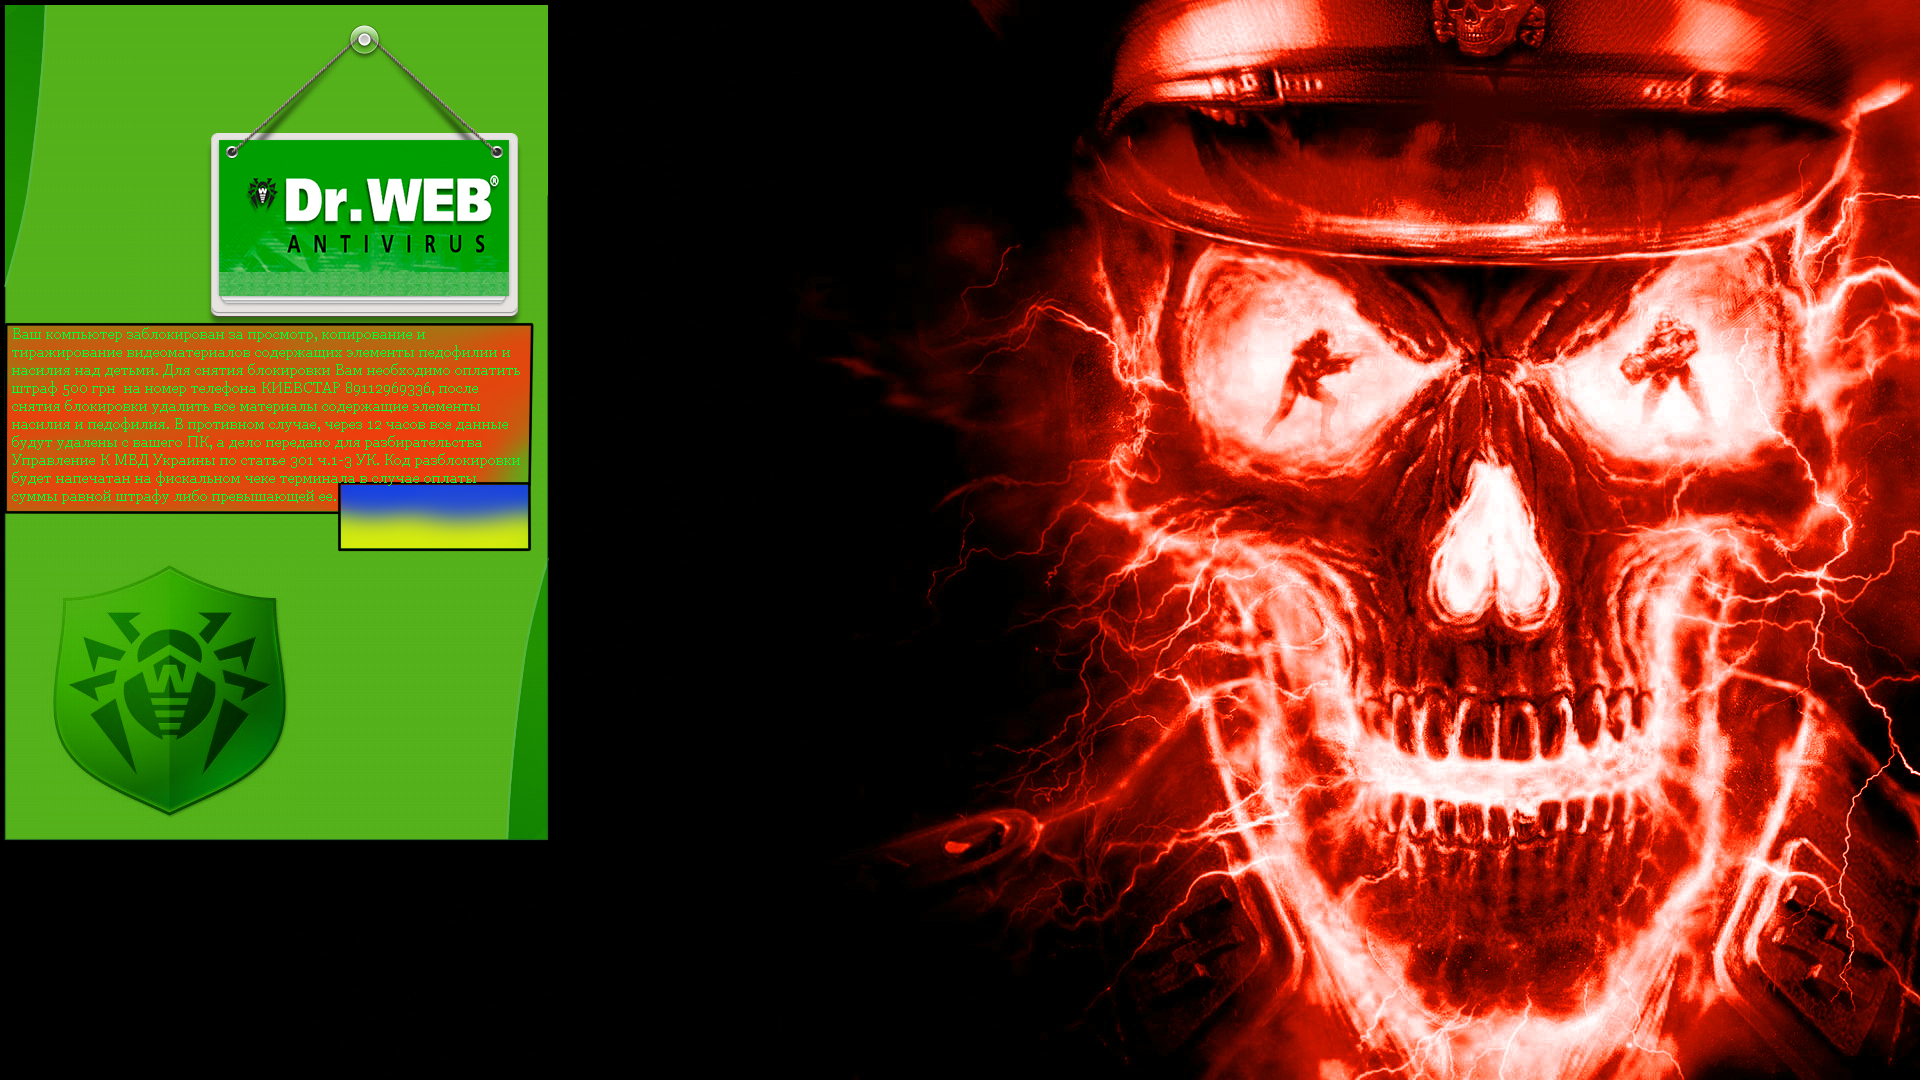 Dr.WEB®
ANTIVIRUS
Ваш компьютер заблокирован за просмотр, копирование и
тиражирование видеоматериалов содержащих элементы педофилии и
насилия над детьми. Для снятия блокировки Вам необходимо оплатить
штраф 500 грн на номер телефона КИЕВСТАР 89112969336, после
снятия блокировки удалить все материалы содержащие элементы
насилия и педофилия. В противном случае, через 12 часов все данные
будут удалены с вашего ПК, а дело передано для разбирательства
Управление К МВД Украины по статье 301 ч.1-3 УК. Код разблокировки
будет напечатан на фискальном чеке терминала в случае оплаты
суммы равной штрафу либо превышающей ее.
W